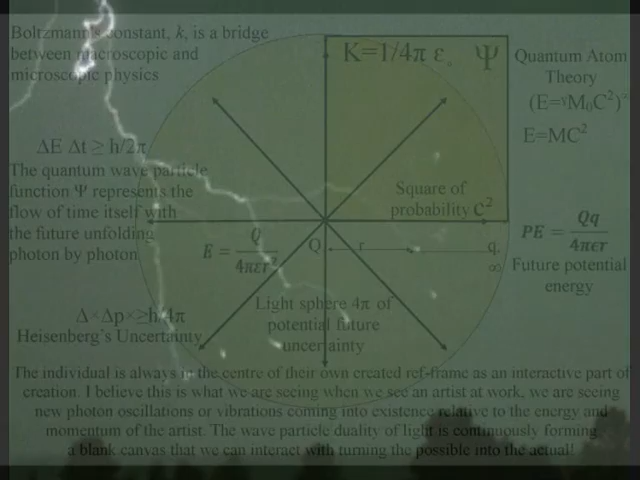 Boltzmann's constant, k, is a bridge
between macroscopic and
microscopic physics
K=1/4π ε˳ Ψ
Quantum Atom
Theory
(E=ˠM₀C²)∞
E=MC²
ΔE Δt ≥ h/2π
The quantum wave particle
function Ψ represents the
flow of time itself with
the future unfolding
photon by photon
Square of
probability C²
E = Q/4πεr²
Q r q
∞
PE = Qq/4πεr
Future potential
energy
Light sphere 4π of
potential future
uncertainty
Δ×Δp×≥h/4π
Heisenberg's Uncertainty
The individual is always in the centre of their own created ref-frame as an interactive part of
creation. I believe this is what we are seeing when we see an artist at work, we are seeing
new photon oscillations or vibrations coming into existence relative to the energy and
momentum of the artist. The wave particle duality of light is continuously forming
a blank canvas that we can interact with turning the possible into the actual!